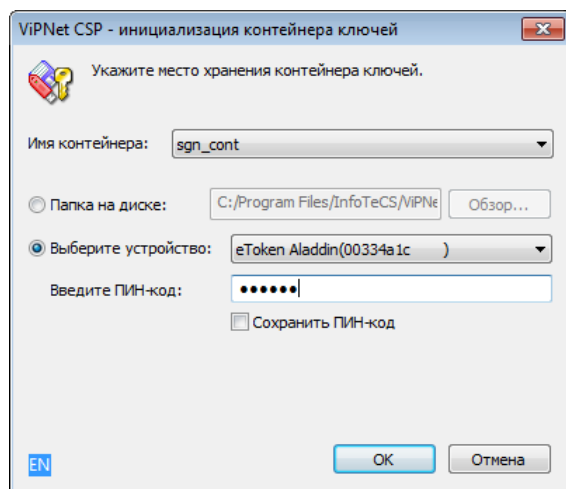 ViPNet CSP - инициализация контейнера ключей
Укажите место хранения контейнера ключей.
Имя контейнера: sgn_cont
Папка на диске: C:/Program Files/InfoTeCS/ViPNe Обзор...
Выберите устройство: eToken Aladdin(00334a1c )
Введите ПИН-код: ●●●●●●
Сохранить ПИН-код
EN OK Отмена